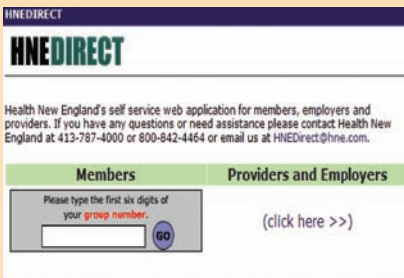 HNEDIRECT
HNEDIRECT
Health New England's self service web application for members, employers and
providers. If you have any questions or need assistance please contact Health New
England at 413-787-4000 or 800-842-4464 or email us at HNEDirect@hne.com.
Members
Providers and Employers
Please type the first six digits of
your group number.
GO
(click here >>)